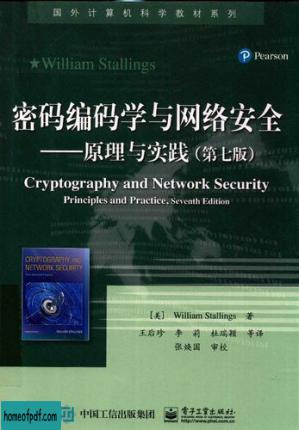 国外计算机科学教材系列
Pearson
★William Stallings
密码编码学与网络安全
——原理与实践(第七版)
Cryptography and Network Security
Principles and Practice, Seventh Edition
CRYPTOGRAPHY AND
NETWORK SECURITY
[美] William Stallings 著
王后珍 李莉 杜瑞颖 等译
张焕国 审校
homeofpdf.com
中国工信出版集团
电子工业出版社